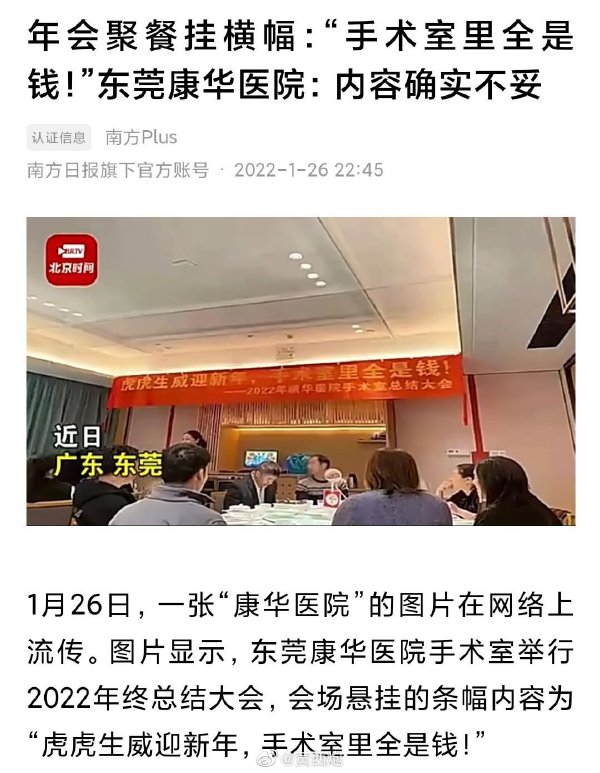 年会聚餐挂横幅：“手术室里全是
钱！”东莞康华医院：内容确实不妥
认证信息 南方Plus
南方日报旗下官方账号 · 2022-1-26 22:45
BRTV
北京时间
虎虎生威迎新年，手术室里全是钱！
——2022年康华医院手术室总结大会
近日
广东 东莞
1月26日，一张“康华医院”的图片在网络上
流传。图片显示，东莞康华医院手术室举行
2022年终总结大会，会场悬挂的条幅内容为
“虎虎生威迎新年，手术室里全是钱！”